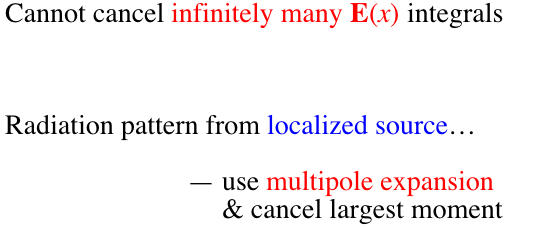 Cannot cancel infinitely many E(x) integrals
Radiation pattern from localized source…
— use multipole expansion
& cancel largest moment